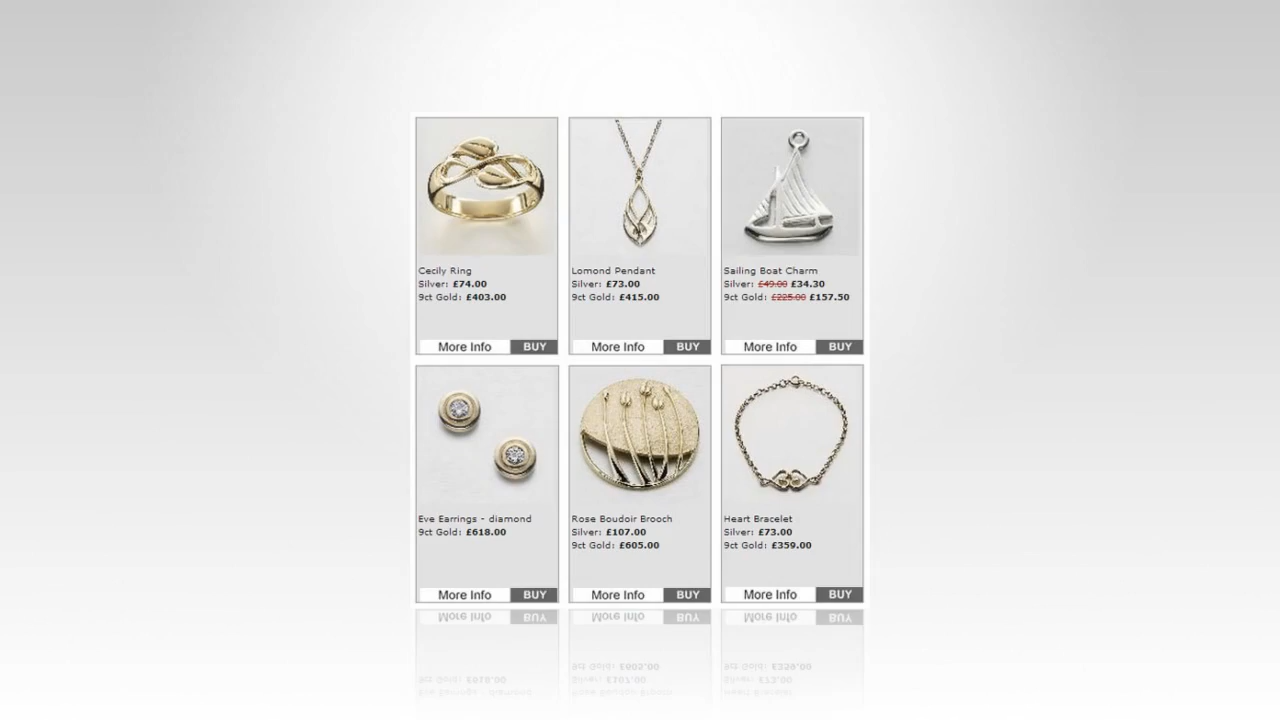 Cecily Ring
Silver: £74.00
9ct Gold: £403.00
More Info BUY
Lomond Pendant
Silver: £73.00
9ct Gold: £415.00
More Info BUY
Sailing Boat Charm
Silver: £49.00 £34.30
9ct Gold: £225.00 £157.50
More Info BUY
Eve Earrings - diamond
9ct Gold: £618.00
More Info BUY
Rose Boudoir Brooch
Silver: £107.00
9ct Gold: £605.00
More Info BUY
Heart Bracelet
Silver: £73.00
9ct Gold: £359.00
More Info BUY